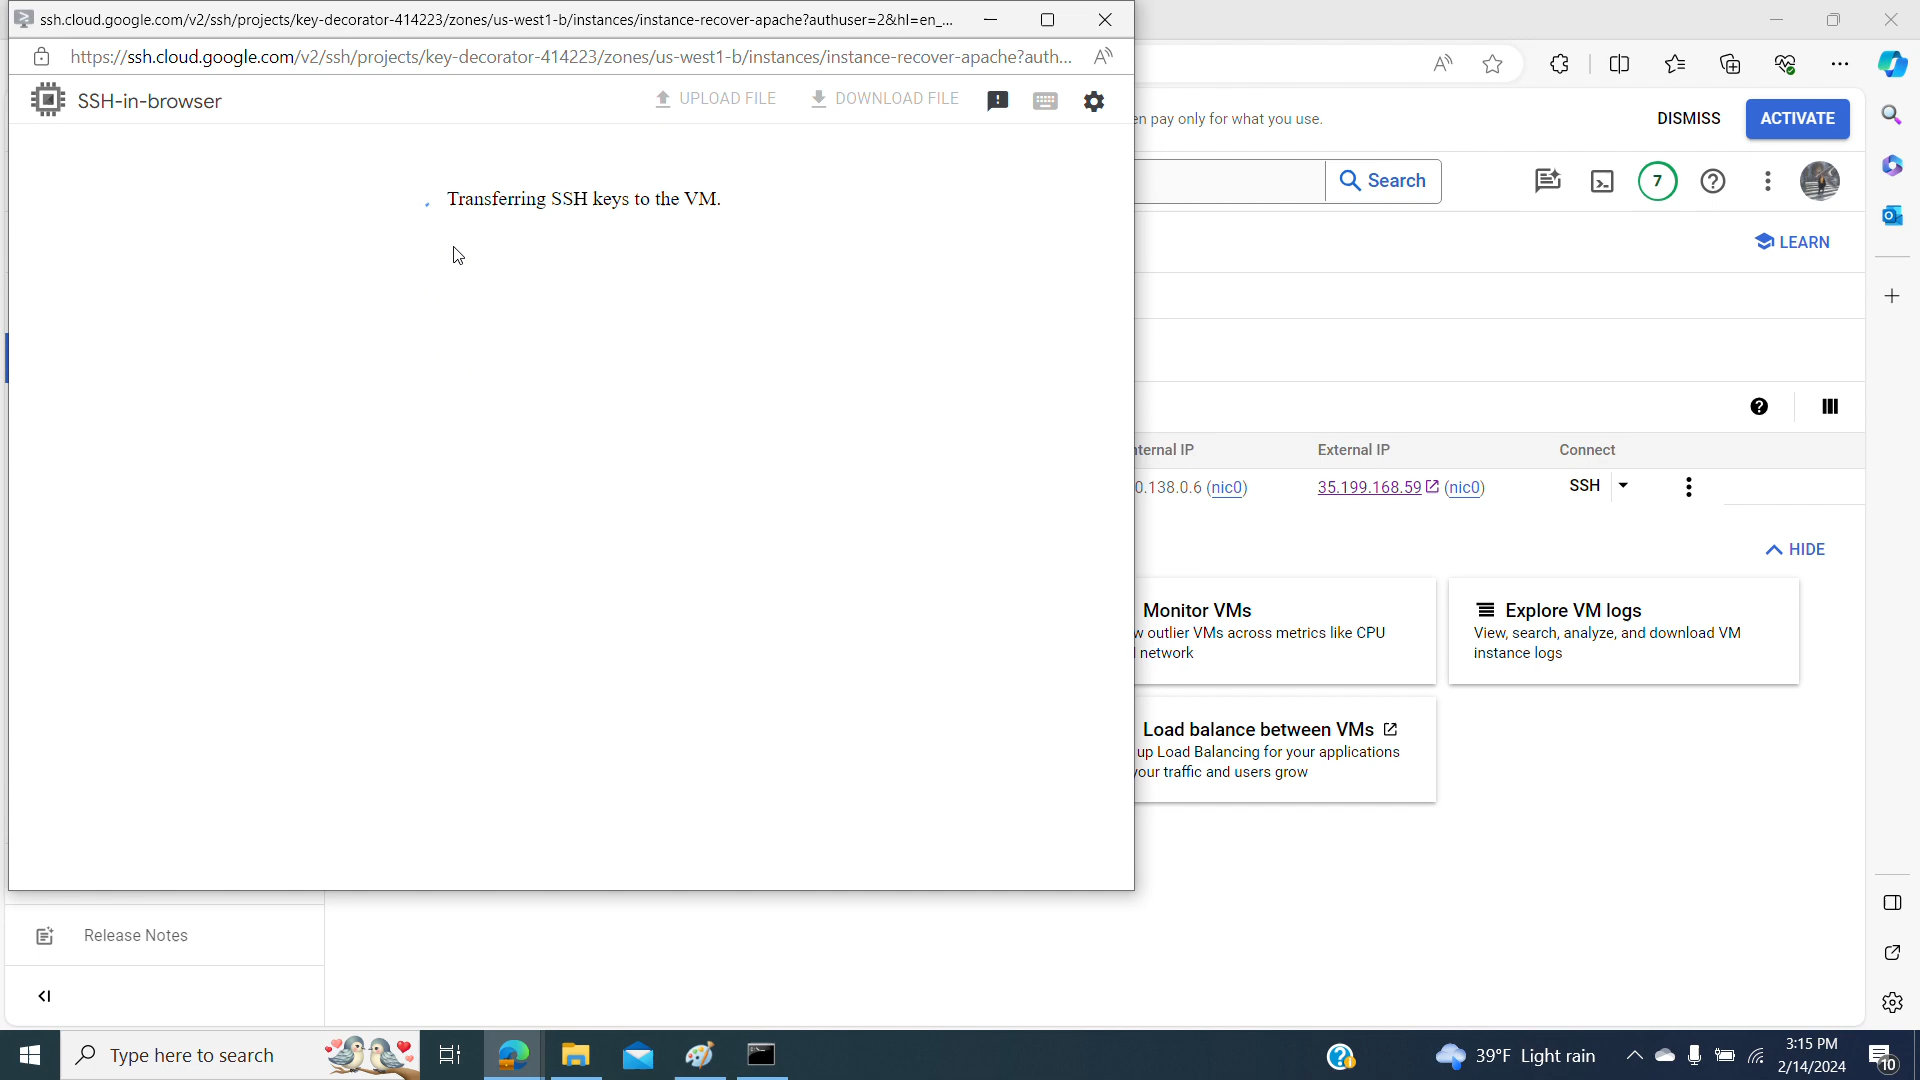 ssh.cloud.google.com/v2/ssh/projects/key-decorator-414223/zones/us-west1-b/instances/instance-recover-apache?authuser=2&hl=en_...
https://ssh.cloud.google.com/v2/ssh/projects/key-decorator-414223/zones/us-west1-b/instances/instance-recover-apache?auth...
SSH-in-browser
UPLOAD FILE
DOWNLOAD FILE
Transferring SSH keys to the VM.
en pay only for what you use.
DISMISS
ACTIVATE
Search
7
LEARN
ternal IP
External IP
Connect
0.138.0.6 (nic0)
35.199.168.59 (nic0)
SSH
HIDE
Monitor VMs
w outlier VMs across metrics like CPU
network
Explore VM logs
View, search, analyze, and download VM
instance logs
Load balance between VMs
up Load Balancing for your applications
your traffic and users grow
Release Notes
Type here to search
39°F Light rain
3:15 PM
2/14/2024
10